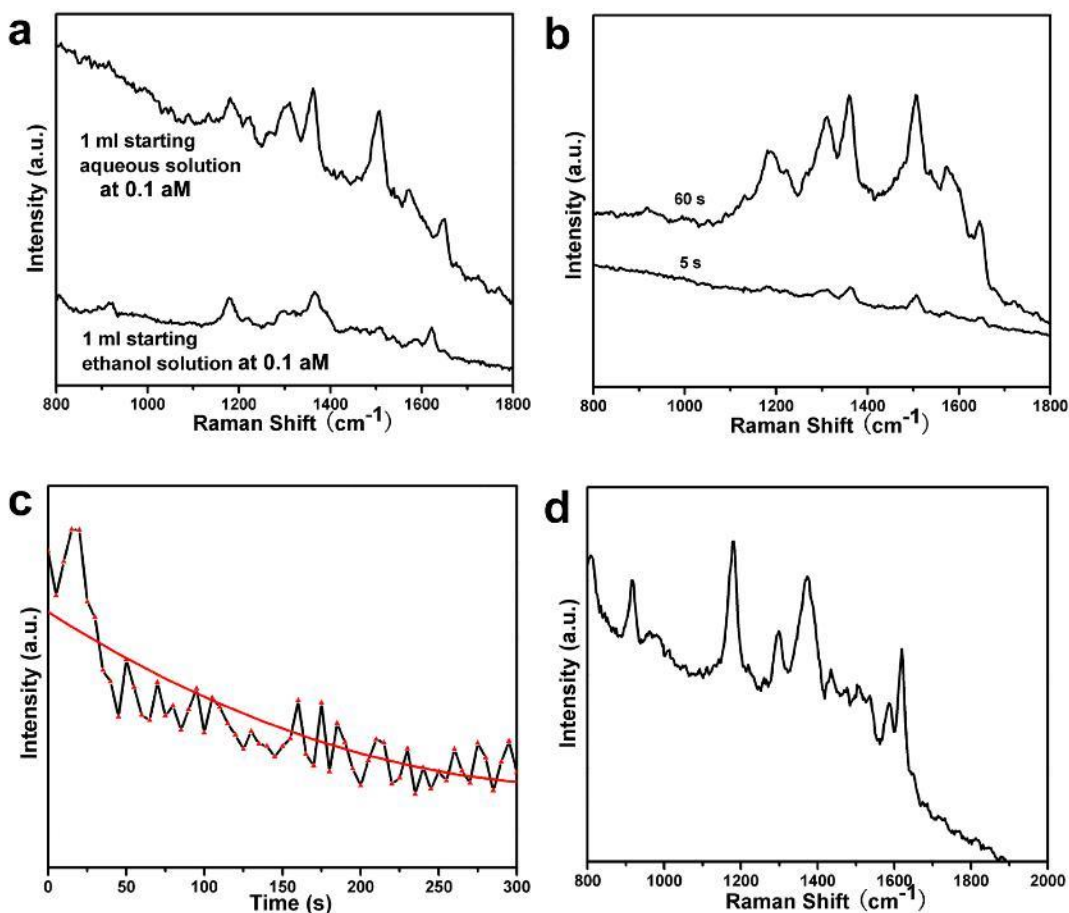 a
1 ml starting
aqueous solution
at 0.1 aM
1 ml starting
ethanol solution at 0.1 aM
Intensity (a.u.)
800 1000 1200 1400 1600 1800
Raman Shift (cm-1)
b
60 s
5 s
Intensity (a.u.)
800 1000 1200 1400 1600 1800
Raman Shift (cm-1)
c
Intensity (a.u.)
0 50 100 150 200 250 300
Time (s)
d
Intensity (a.u.)
800 1000 1200 1400 1600 1800 2000
Raman Shift (cm-1)